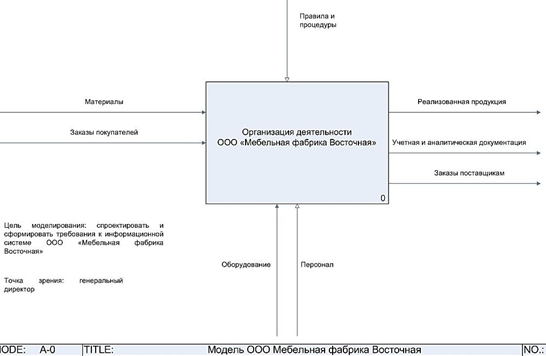 Правила и
процедуры
Материалы
Заказы покупателей
Организация деятельности
ООО «Мебельная фабрика Восточная»
0
Реализованная продукция
Учетная и аналитическая документация
Заказы поставщикам
Цель моделирования: спроектировать и
сформировать требования к информационной
системе ООО «Мебельная фабрика
Восточная»
Точка зрения: генеральный
директор
Оборудование
Персонал
ODE: A-0 TITLE: Модель ООО Мебельная фабрика Восточная NO.: